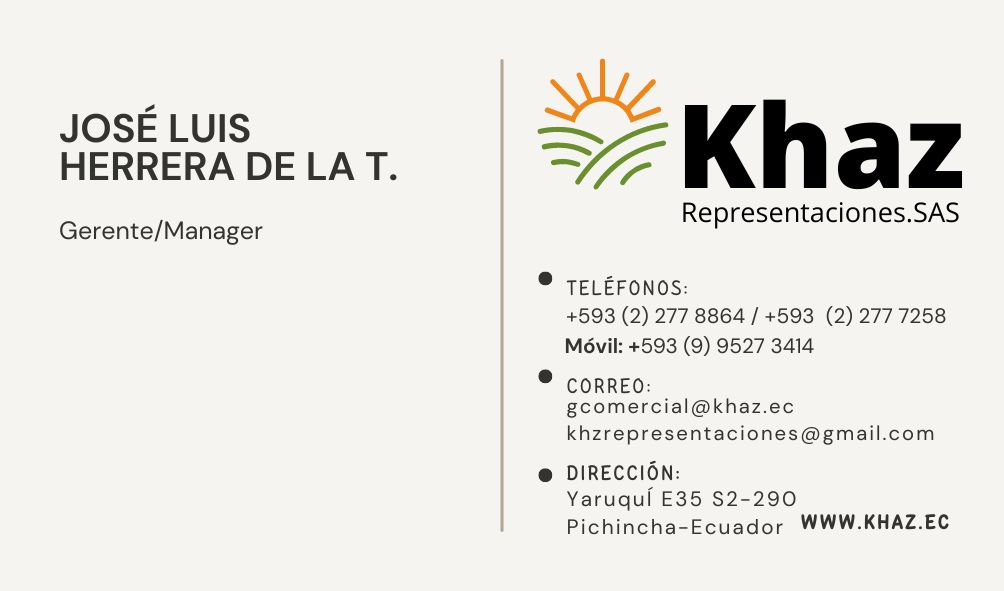 JOSÉ LUIS
HERRERA DE LA T.
Gerente/Manager
Khaz
Representaciones.SAS
TELÉFONOS:
+593 (2) 277 8864 / +593 (2) 277 7258
Móvil: +593 (9) 9527 3414
CORREO:
gcomercial@khaz.ec
khzrepresentaciones@gmail.com
DIRECCIÓN:
YaruquÍ E35 S2-290
Pichincha-Ecuador
WWW.KHAZ.EC